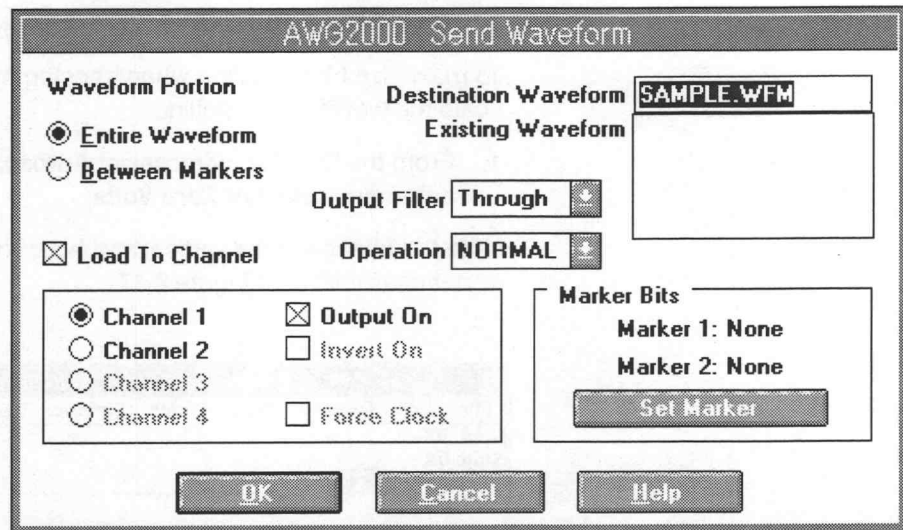 AWG2000 Send Waveform
Waveform Portion
Entire Waveform
Between Markers
Load To Channel
Destination Waveform SAMPLE.WFM
Existing Waveform
Output Filter Through
Operation NORMAL
Channel 1
Channel 2
Channel 3
Channel 4
Output On
Invert On
Force Clock
Marker Bits
Marker 1: None
Marker 2: None
Set Marker
OK
Cancel
Help